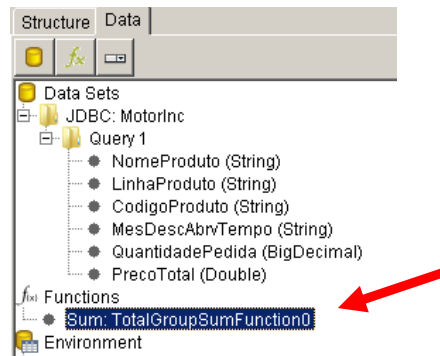 Structure Data
fx
Data Sets
JDBC: MotorInc
Query 1
NomeProduto (String)
LinhaProduto (String)
CodigoProduto (String)
MesDescAbrvTempo (String)
QuantidadePedida (BigDecimal)
PrecoTotal (Double)
f(x) Functions
Sum: TotalGroupSumFunction0
Environment